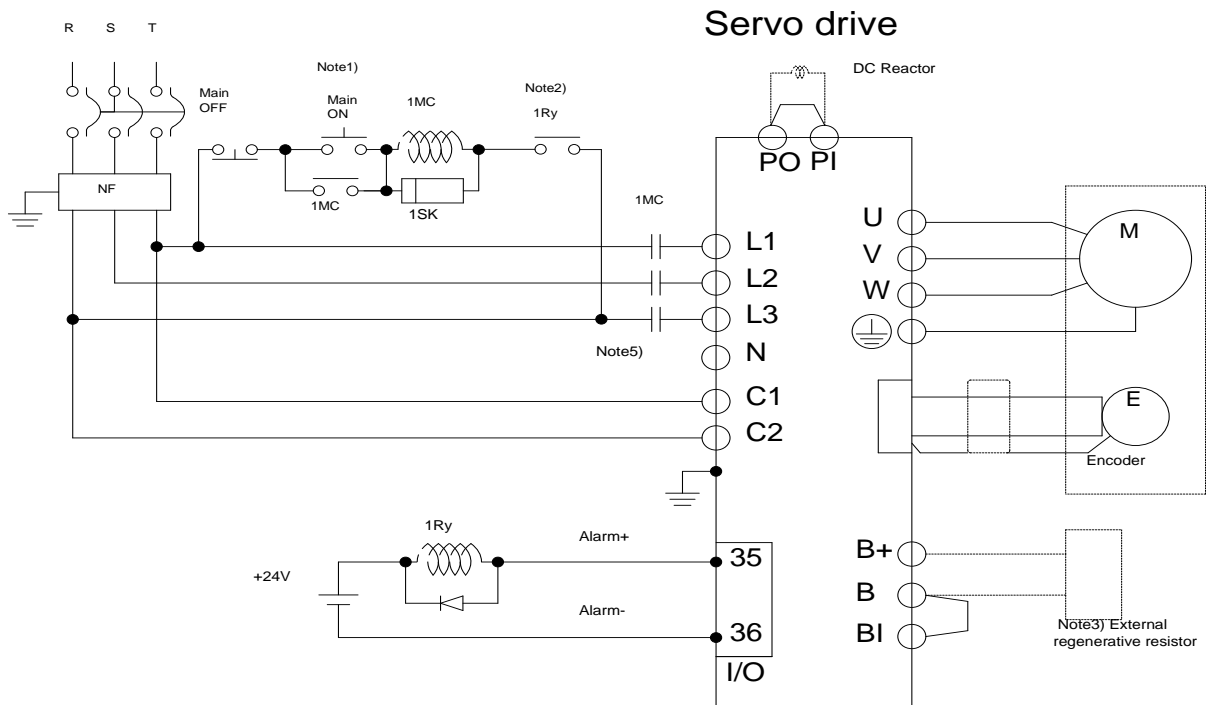 Servo drive
R S T
Note1)
Main
OFF
Main
ON
1MC
Note2)
1Ry
DC Reactor
PO PI
NF
1MC
1SK
1MC
L1
L2
L3
Note5)
N
C1
C2
U
V
W
M
E
Encoder
1Ry
Alarm+
35
+24V
Alarm-
36
I/O
B+
B
BI
Note3) External
regenerative resistor